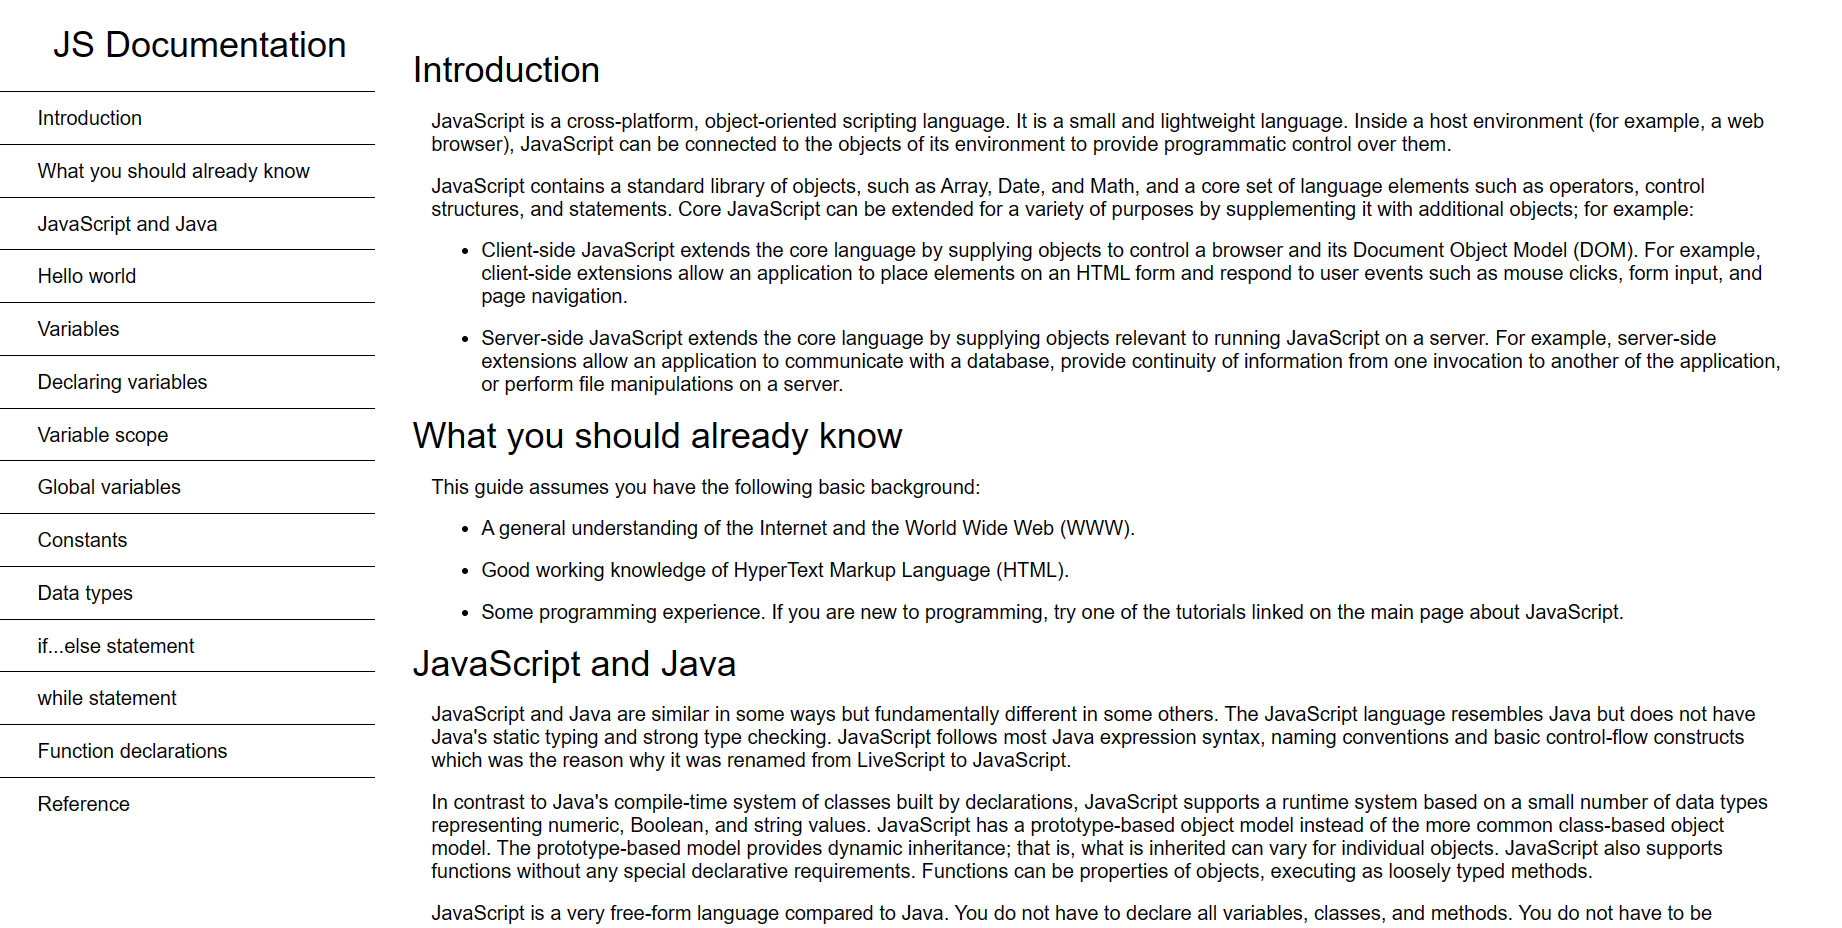 JS Documentation
Introduction
What you should already know
JavaScript and Java
Hello world
Variables
Declaring variables
Variable scope
Global variables
Constants
Data types
if...else statement
while statement
Function declarations
Reference
Introduction
JavaScript is a cross-platform, object-oriented scripting language. It is a small and lightweight language. Inside a host environment (for example, a web
browser), JavaScript can be connected to the objects of its environment to provide programmatic control over them.
JavaScript contains a standard library of objects, such as Array, Date, and Math, and a core set of language elements such as operators, control
structures, and statements. Core JavaScript can be extended for a variety of purposes by supplementing it with additional objects; for example:
• Client-side JavaScript extends the core language by supplying objects to control a browser and its Document Object Model (DOM). For example,
client-side extensions allow an application to place elements on an HTML form and respond to user events such as mouse clicks, form input, and
page navigation.
• Server-side JavaScript extends the core language by supplying objects relevant to running JavaScript on a server. For example, server-side
extensions allow an application to communicate with a database, provide continuity of information from one invocation to another of the application,
or perform file manipulations on a server.
What you should already know
This guide assumes you have the following basic background:
• A general understanding of the Internet and the World Wide Web (WWW).
• Good working knowledge of HyperText Markup Language (HTML).
• Some programming experience. If you are new to programming, try one of the tutorials linked on the main page about JavaScript.
JavaScript and Java
JavaScript and Java are similar in some ways but fundamentally different in some others. The JavaScript language resembles Java but does not have
Java's static typing and strong type checking. JavaScript follows most Java expression syntax, naming conventions and basic control-flow constructs
which was the reason why it was renamed from LiveScript to JavaScript.
In contrast to Java's compile-time system of classes built by declarations, JavaScript supports a runtime system based on a small number of data types
representing numeric, Boolean, and string values. JavaScript has a prototype-based object model instead of the more common class-based object
model. The prototype-based model provides dynamic inheritance; that is, what is inherited can vary for individual objects. JavaScript also supports
functions without any special declarative requirements. Functions can be properties of objects, executing as loosely typed methods.
JavaScript is a very free-form language compared to Java. You do not have to declare all variables, classes, and methods. You do not have to be